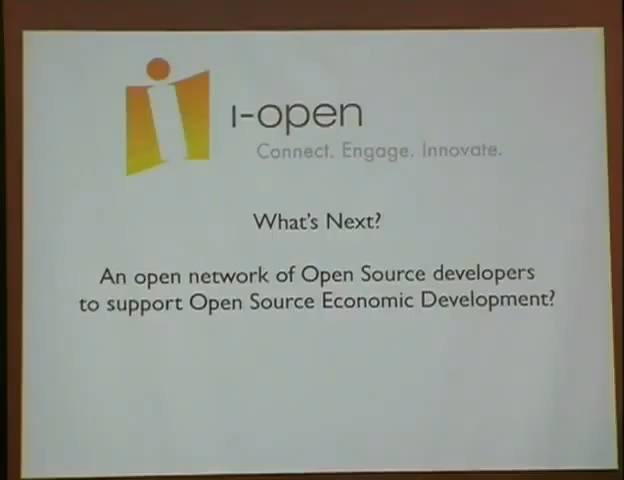 i-open
Connect. Engage. Innovate.
What's Next?
An open network of Open Source developers
to support Open Source Economic Development?